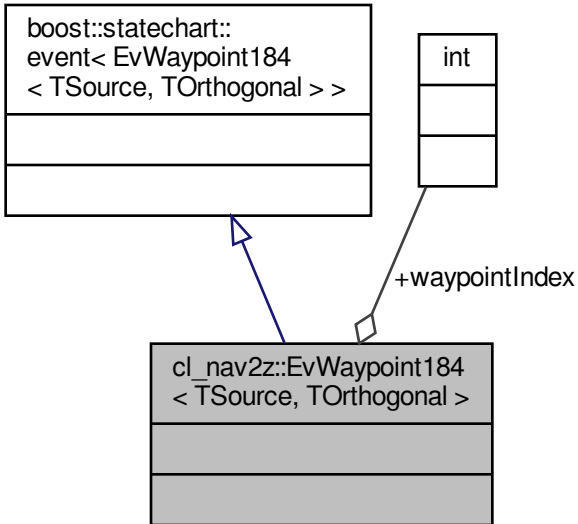 boost::statechart::
event< EvWaypoint184
< TSource, TOrthogonal > >
int
+waypointIndex
cl_nav2z::EvWaypoint184
< TSource, TOrthogonal >